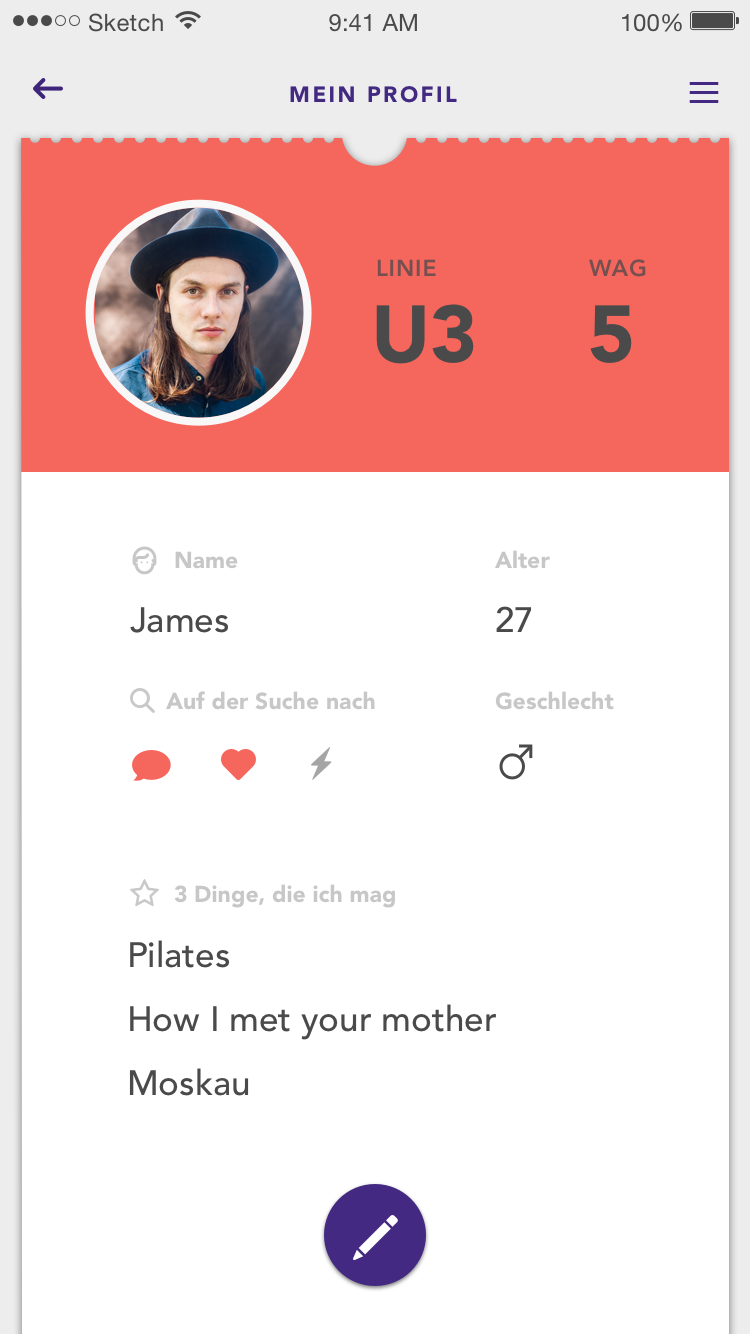 Sketch 9:41 AM 100%
MEIN PROFIL
LINIE WAG
U3 5
Name Alter
James 27
Auf der Suche nach Geschlecht
3 Dinge, die ich mag
Pilates
How I met your mother
Moskau